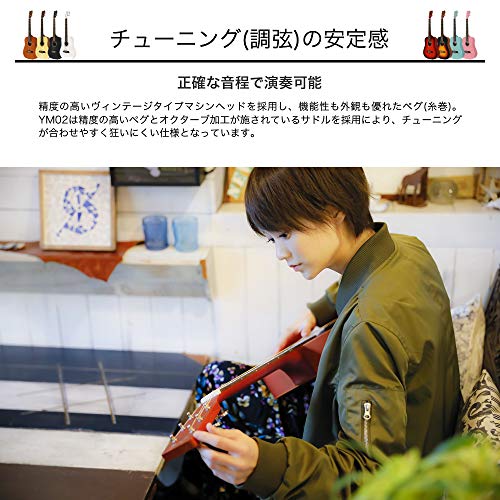 チューニング(調弦)の安定感
正確な音程で演奏可能
精度の高いヴィンテージタイプマシンヘッドを採用し、機能性も外観も優れたペグ(糸巻)。
YM02は精度の高いペグとオクターブ加工が施されているサドルを採用により、チューニング
が合わせやすく狂いにくい仕様となっています。